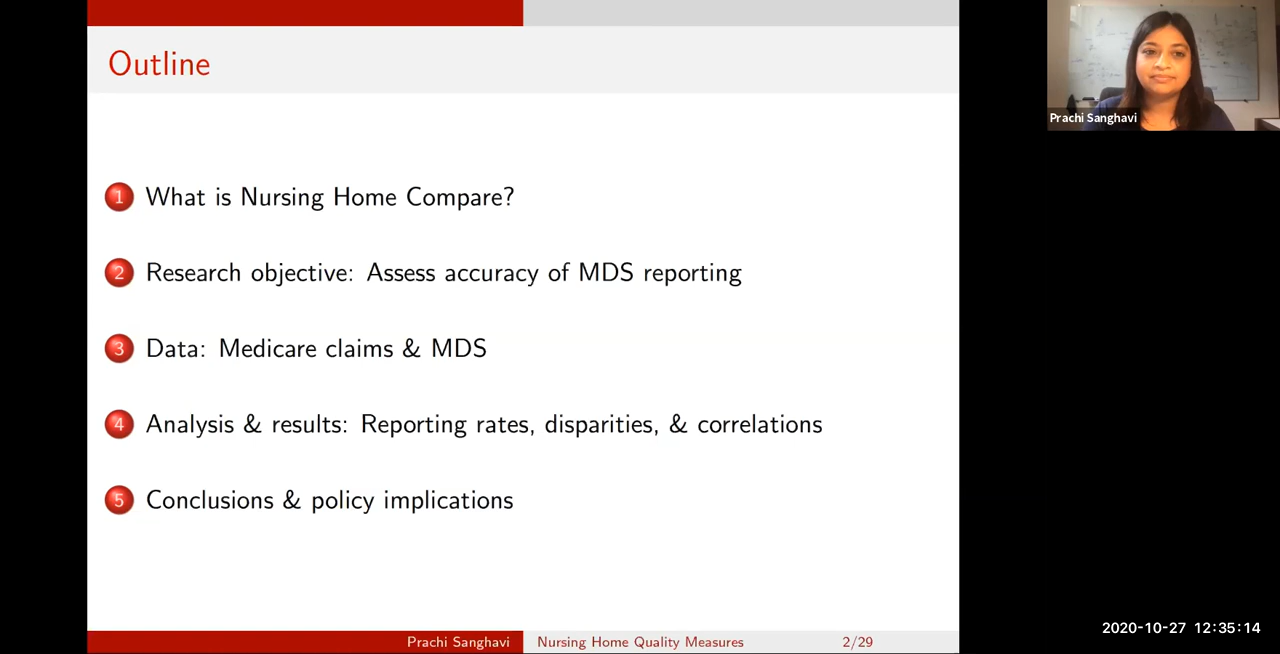 Outline
Prachi Sanghavi
1 What is Nursing Home Compare?
2 Research objective: Assess accuracy of MDS reporting
3 Data: Medicare claims & MDS
4 Analysis & results: Reporting rates, disparities, & correlations
5 Conclusions & policy implications
2020-10-27 12:35:14
Prachi Sanghavi Nursing Home Quality Measures 2/29